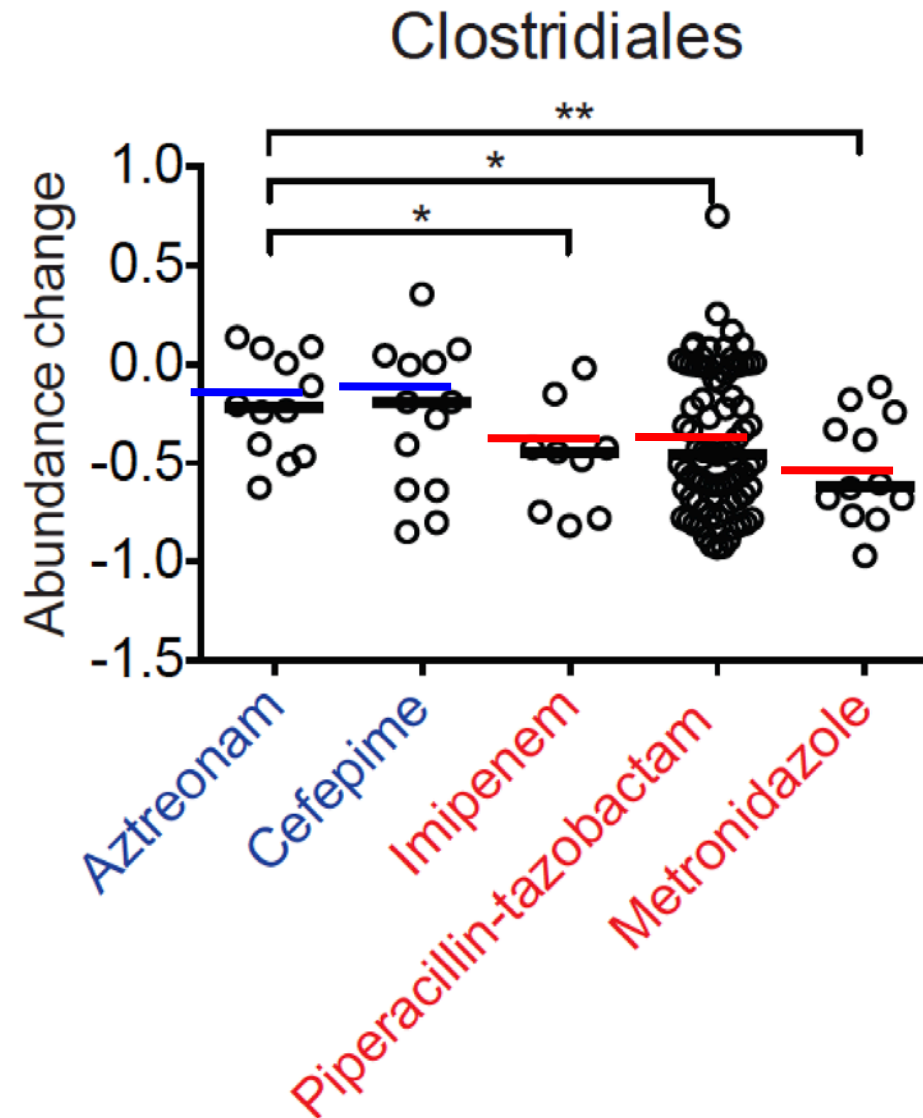 Clostridiales
**
*
*
Abundance change
1.0
0.5
0.0
-0.5
-1.0
-1.5
Aztreonam
Cefepime
Imipenem
Piperacillin-tazobactam
Metronidazole